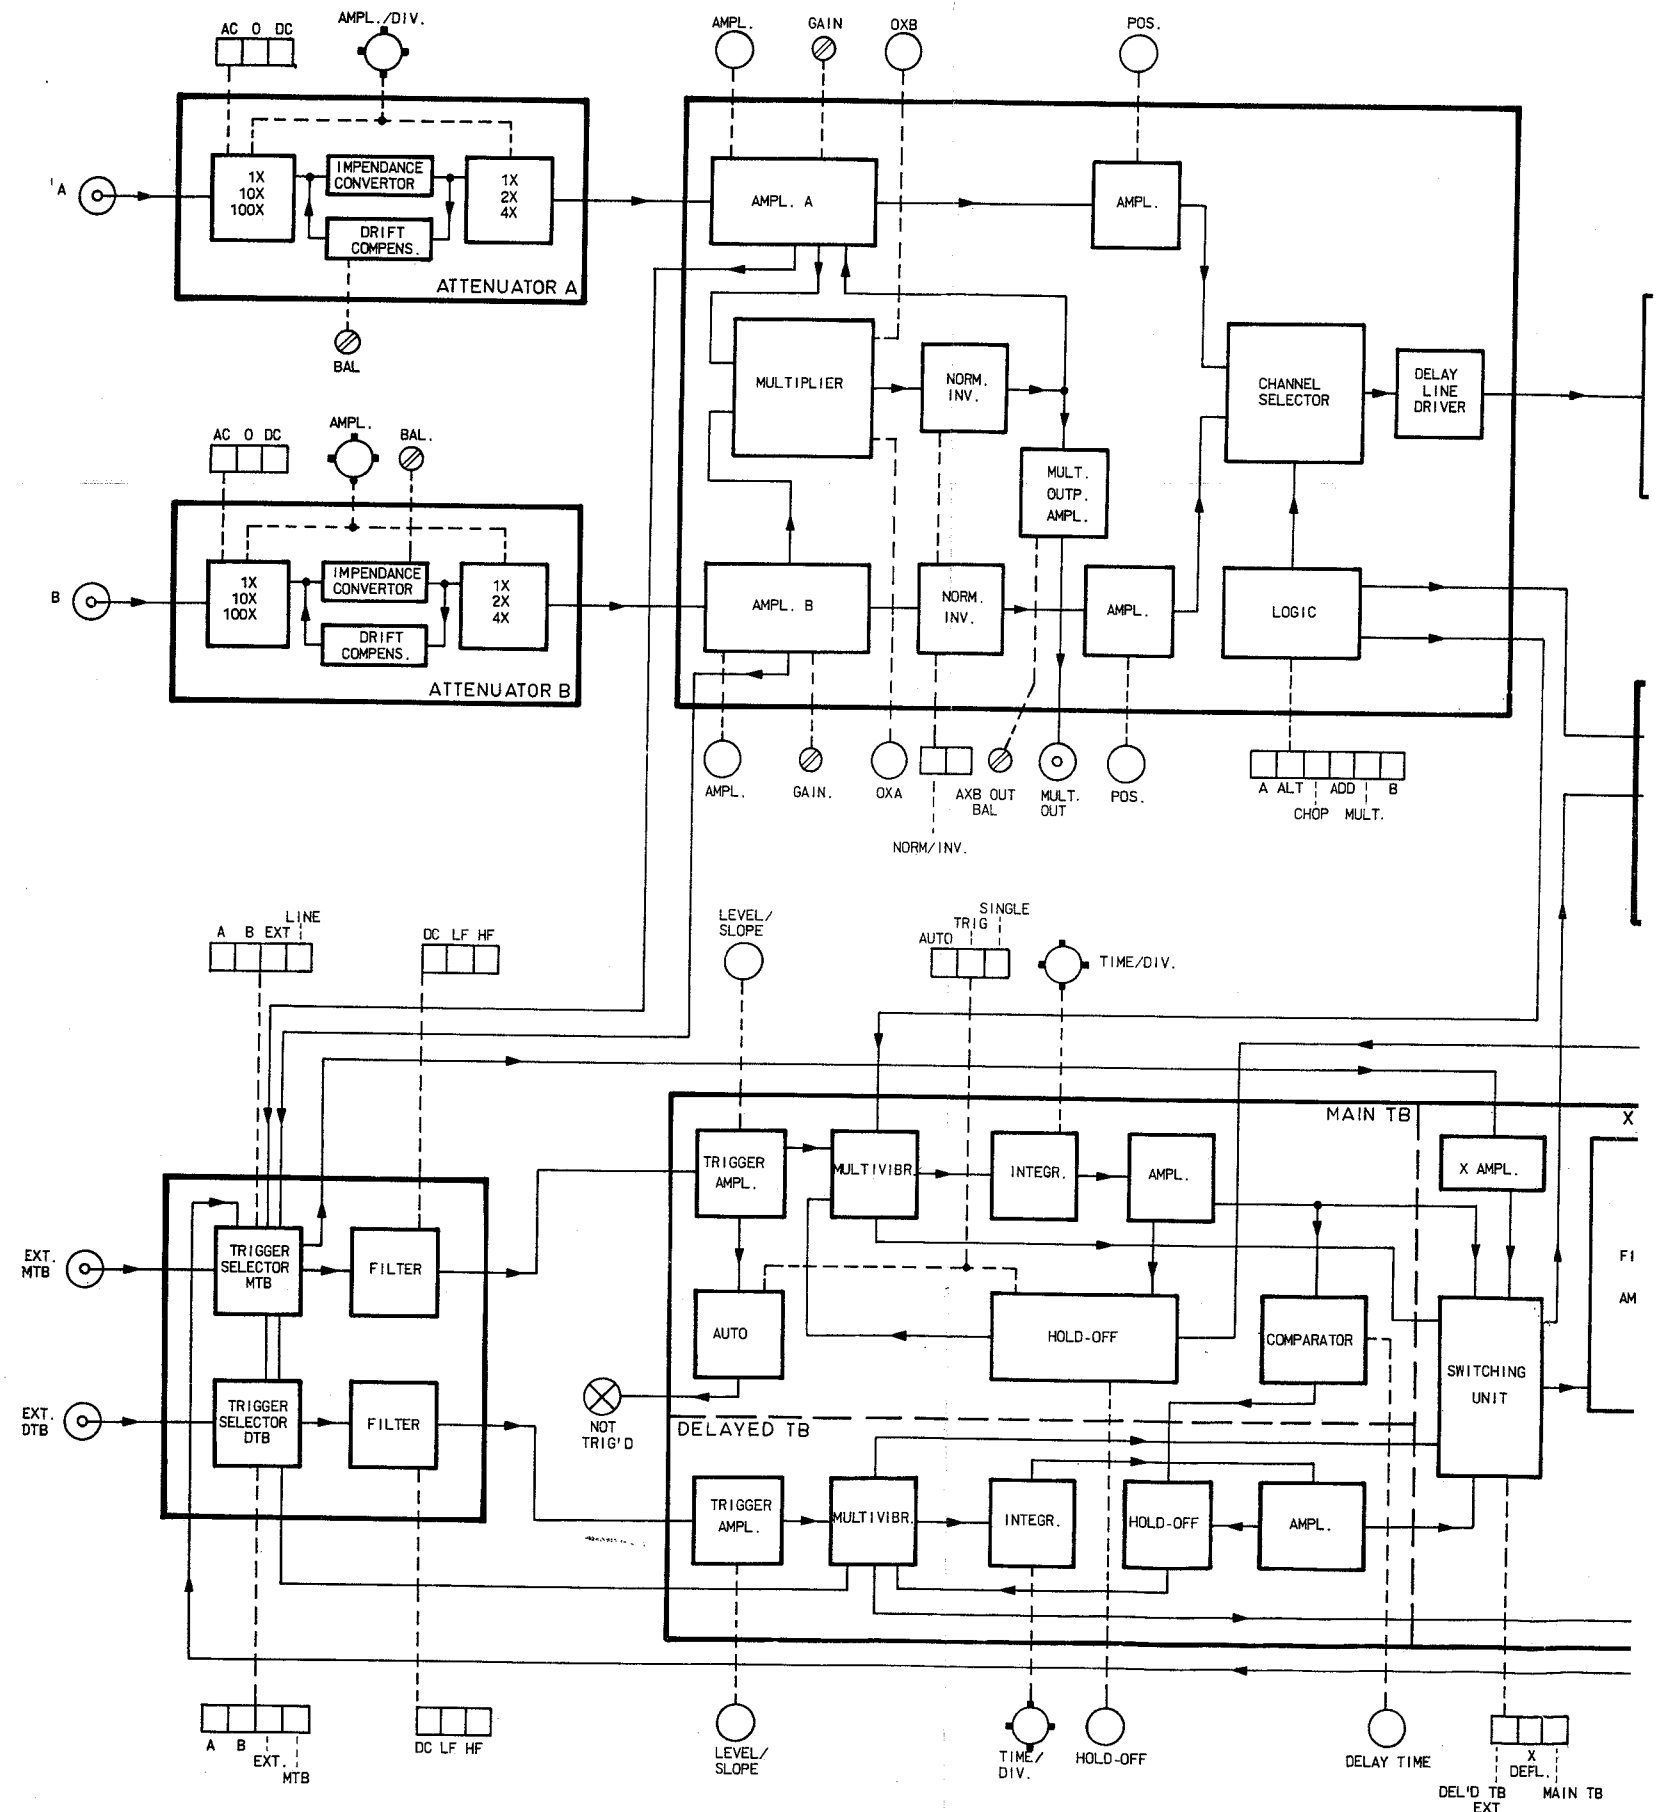 AC O DC
AMPL./DIV.
AMPL.
GAIN
OXB
POS.
A
1X
10X
100X
IMPENDANCE
CONVERTOR
DRIFT
COMPENS.
1X
2X
4X
ATTENUATOR A
BAL
AMPL. A
AMPL.
MULTIPLIER
NORM.
INV.
MULT.
OUTP.
AMPL.
CHANNEL
SELECTOR
DELAY
LINE
DRIVER
AC O DC
AMPL.
BAL.
B
1X
10X
100X
IMPENDANCE
CONVERTOR
DRIFT
COMPENS.
1X
2X
4X
ATTENUATOR B
AMPL. B
NORM.
INV.
AMPL.
LOGIC
AMPL.
GAIN.
OXA
NORM/INV.
AXB OUT
BAL
MULT.
OUT
POS.
A ALT ADD B
CHOP MULT.
LINE
A B EXT
DC LF HF
LEVEL/
SLOPE
SINGLE
TRIG
AUTO
TIME/DIV.
MAIN TB
X
EXT.
MTB
TRIGGER
SELECTOR
MTB
FILTER
TRIGGER
AMPL.
MULTIVIBR.
INTEGR.
AMPL.
X AMPL.
FI
AM
AUTO
HOLD-OFF
COMPARATOR
SWITCHING
UNIT
NOT
TRIG'D
EXT.
DTB
TRIGGER
SELECTOR
DTB
FILTER
DELAYED TB
TRIGGER
AMPL.
MULTIVIBR.
INTEGR.
HOLD-OFF
AMPL.
A B
EXT.
MTB
DC LF HF
LEVEL/
SLOPE
TIME/
DIV.
HOLD-OFF
DELAY TIME
X
DEFL.
DEL'D TB
MAIN TB
EXT